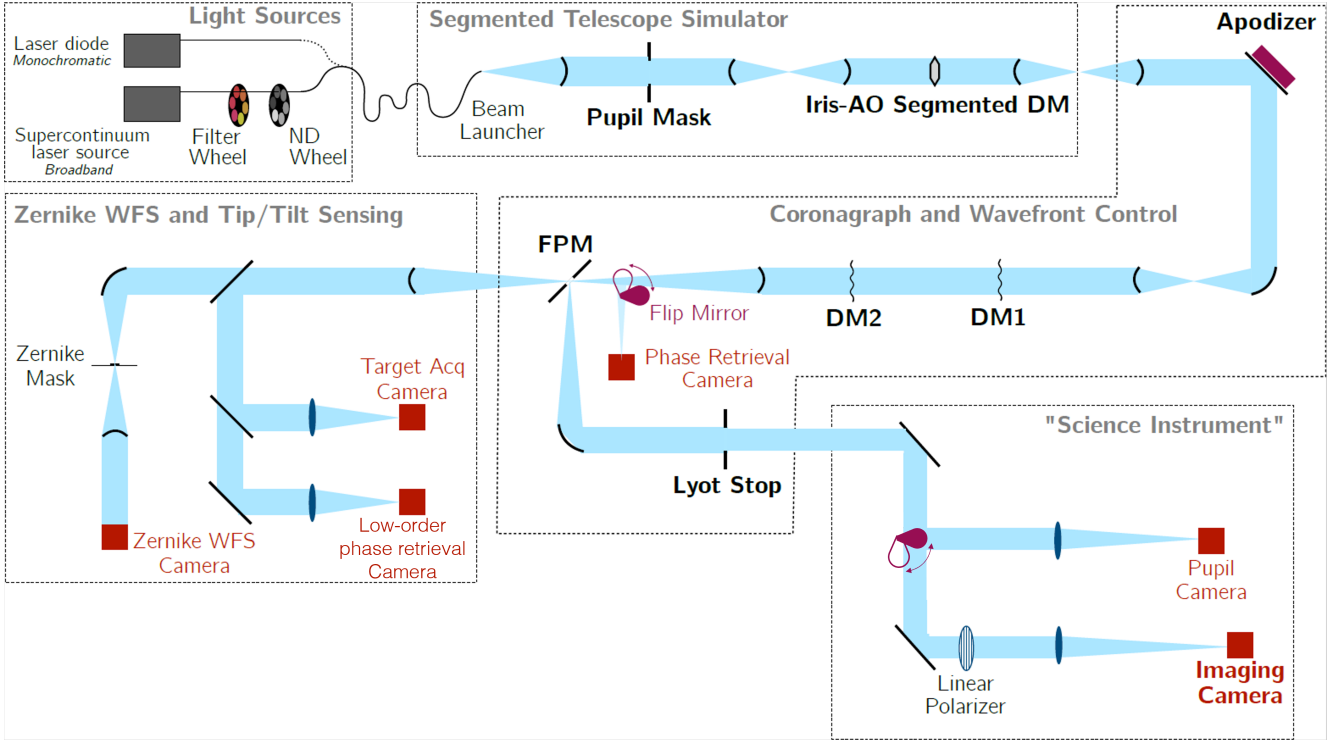 Light Sources
Laser diode
Monochromatic
Supercontinuum
laser source
Broadband
Filter
Wheel
ND
Wheel
Segmented Telescope Simulator
Beam
Launcher
Pupil Mask
Iris-AO Segmented DM
Apodizer
Zernike WFS and Tip/Tilt Sensing
Zernike
Mask
Target Acq
Camera
Zernike WFS
Camera
Low-order
phase retrieval
Camera
Coronagraph and Wavefront Control
FPM
Flip Mirror
Phase Retrieval
Camera
DM2
DM1
Lyot Stop
"Science Instrument"
Pupil
Camera
Linear
Polarizer
Imaging
Camera